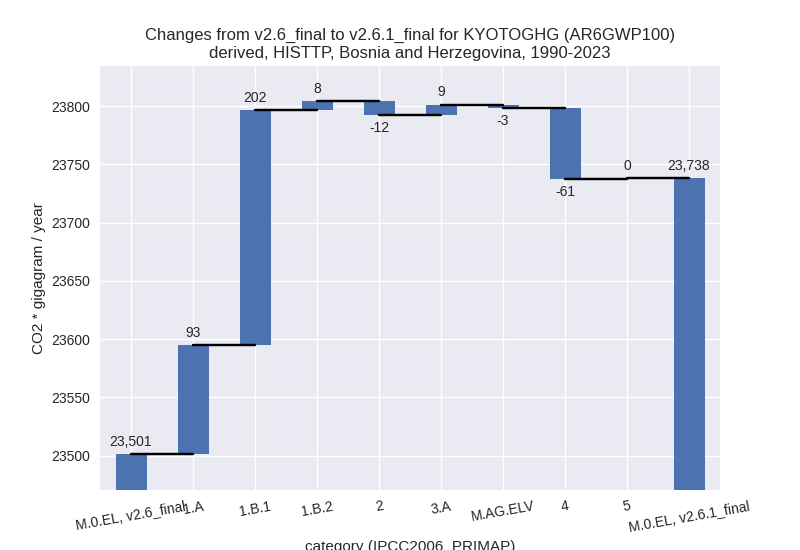 Changes from v2.6_final to v2.6.1_final for KYOTOGHG (AR6GWP100)
derived, HISTTP, Bosnia and Herzegovina, 1990-2023
CO2 * gigagram / year
23800
23750
23700
23650
23600
23550
23500
23,501
93
202
8
-12
9
-3
-61
0
23,738
M.0.EL, v2.6_final
1.A
1.B.1
1.B.2
2
3.A
M.AG.ELV
4
5
M.0.EL, v2.6.1_final
category (IPCC2006_PRIMAP)